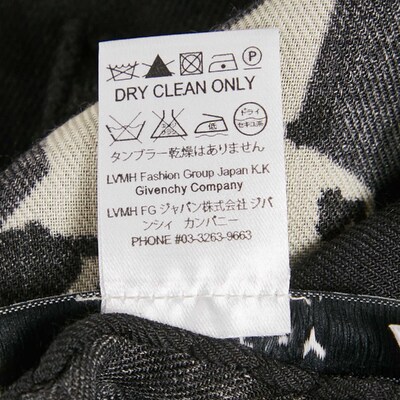 P
DRY CLEAN ONLY
低 ドライ
セキユ系
タンブラー乾燥はありません
LVMH Fashion Group Japan K.K
Givenchy Company
LVMH FG ジャパン株式会社 ジバ
ンシィ カンパニー
PHONE #03-3263-9663